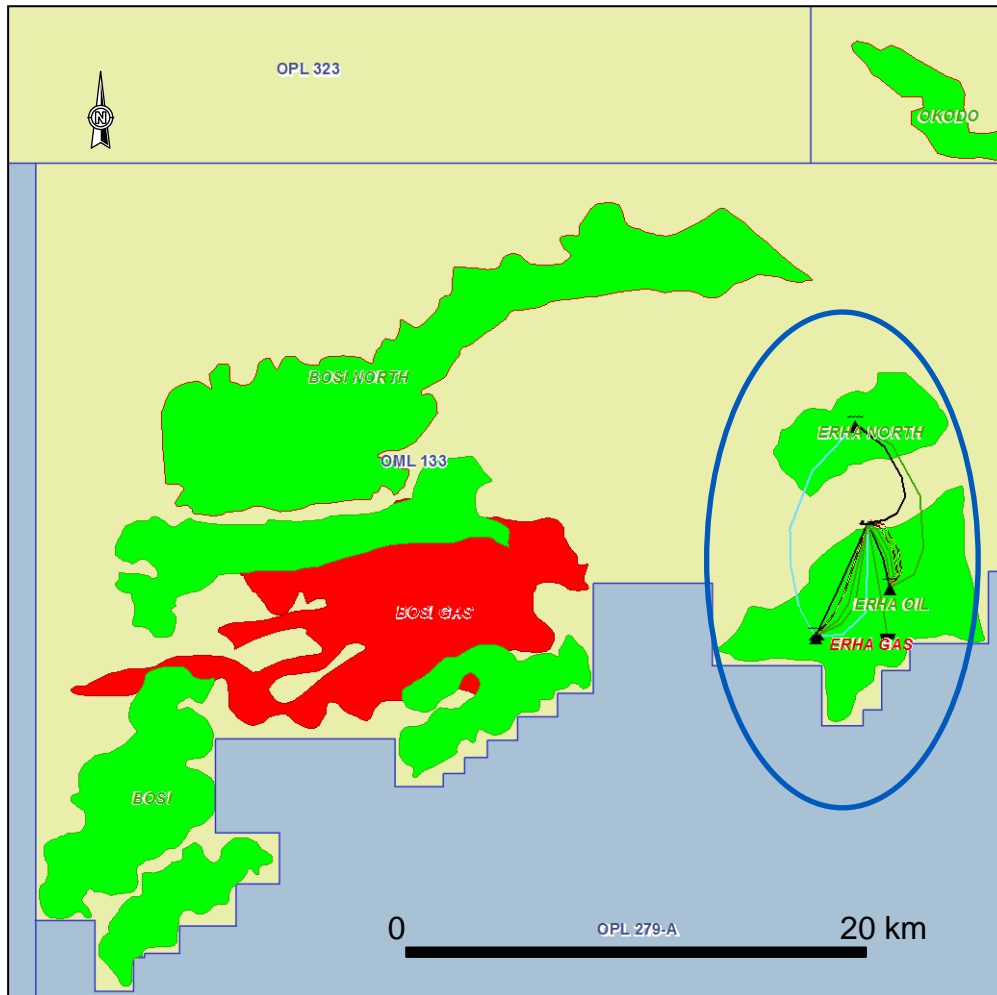 OPL 323
N
OKODO
BOSI NORTH
ERHA NORTH
OML 133
ERHA OIL
BOSI GAS
ERHA GAS
BOSI
0
OPL 279-A
20 km